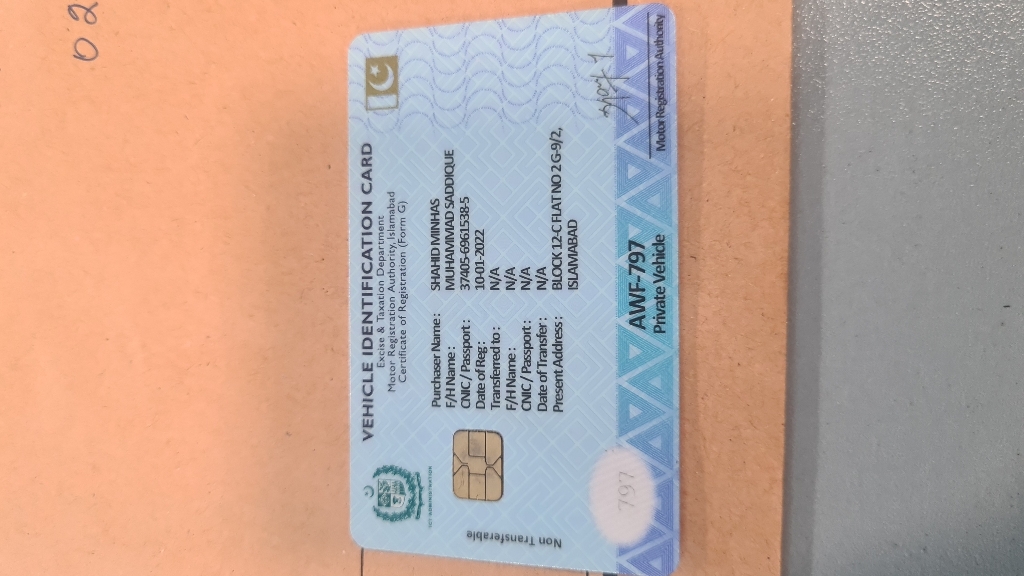 02
VEHICLE IDENTIFICATION CARD
Excise & Taxation Department
Motor Registration Authority, Islamabad
Certificate of Registration (Form G)
Purchaser Name : SHAHID MINHAS
F/H Name : MUHAMMAD SADDIQUE
CNIC / Passport : 37405-6961538-5
Date of Reg : 10-01-2022
Transferred to : N/A
F/H Name : N/A
CNIC / Passport : N/A
Date of Transfer : N/A
Present Address : BLOCK 12-C FLAT NO 2 G-9/2,
ISLAMABAD
Non Transferable
AWF-797
Private Vehicle
797
Motor Registration Authority